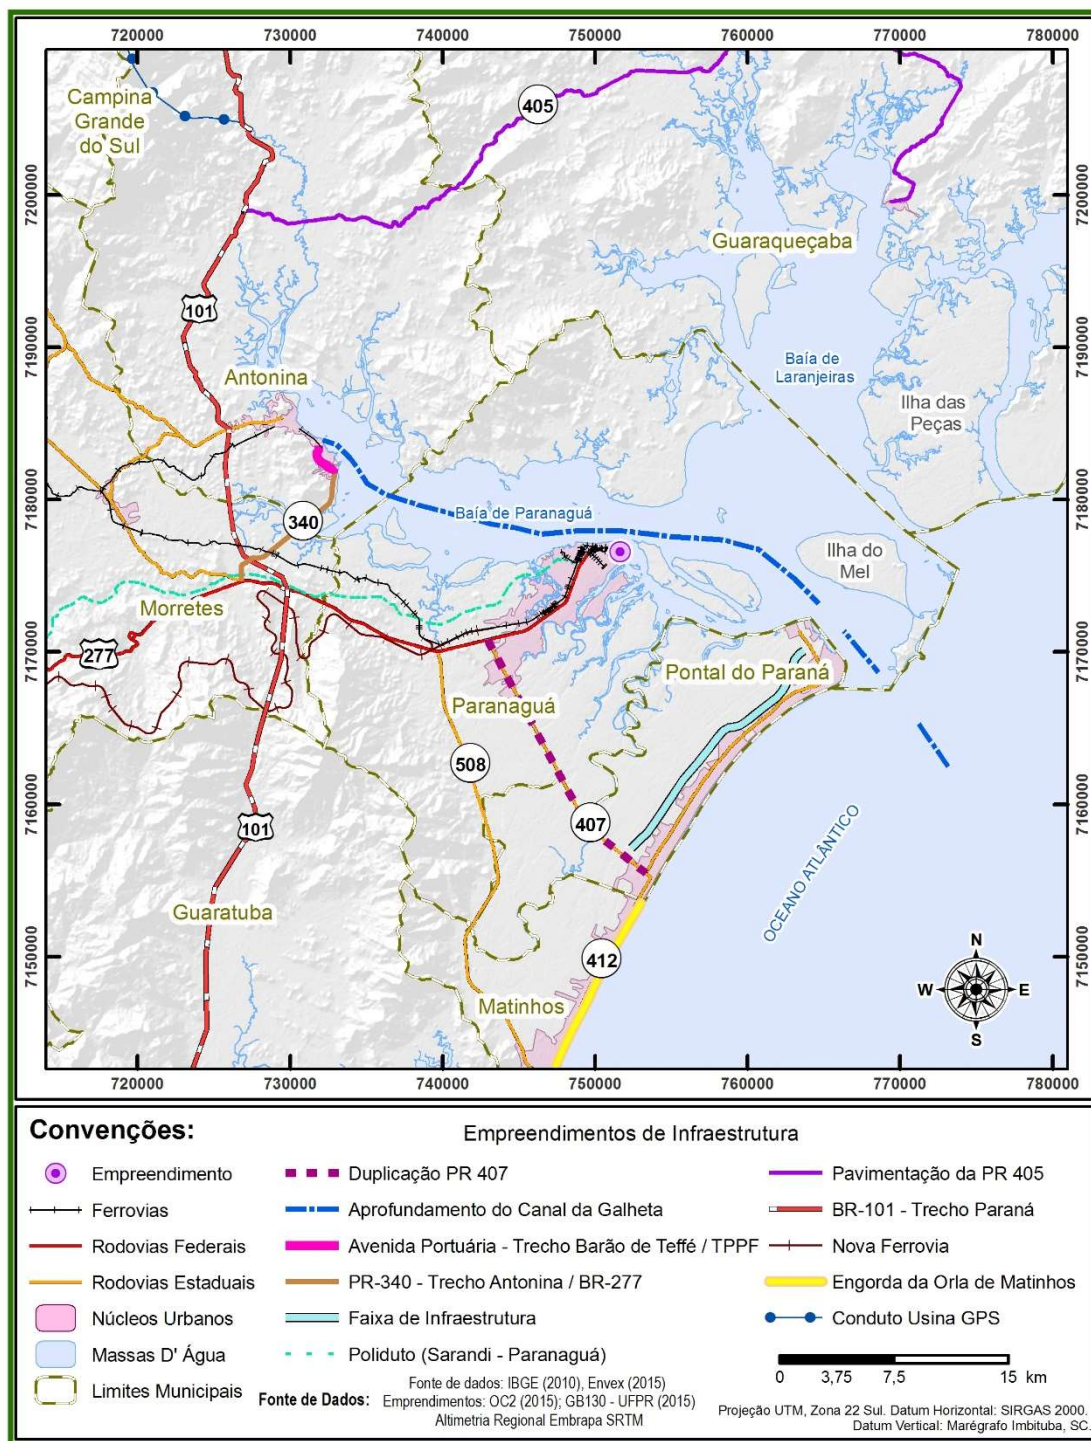 720000 730000 740000 750000 760000 770000 780000
Campina
Grande
do Sul
405
7200000
7200000
Guaraqueçaba
101
7190000
7190000
Baía de
Laranjeiras
Antonina
Ilha das
Peças
7180000
7180000
340
Baía de Paranaguá
Ilha do
Mel
Morretes
277
7170000
7170000
Pontal do Paraná
Paranaguá
508
7160000
7160000
407
101
OCEANO ATLÂNTICO
Guaratuba
412
7150000
7150000
N
W E
S
Matinhos
720000 730000 740000 750000 760000 770000 780000
Convenções:
Empreendimentos de Infraestrutura
Empreendimento
Duplicação PR 407
Pavimentação da PR 405
Ferrovias
Aprofundamento do Canal da Galheta
BR-101 - Trecho Paraná
Rodovias Federais
Avenida Portuária - Trecho Barão de Teffé / TPPF
Nova Ferrovia
Rodovias Estaduais
PR-340 - Trecho Antonina / BR-277
Engorda da Orla de Matinhos
Núcleos Urbanos
Faixa de Infraestrutura
Conduto Usina GPS
Massas D' Água
Poliduto (Sarandi - Paranaguá)
0 3,75 7,5 15 km
Limites Municipais
Fonte de Dados:
Fonte de dados: IBGE (2010), Envex (2015)
Emprendimentos: OC2 (2015); GB130 - UFPR (2015)
Altimetria Regional Embrapa SRTM
Projeção UTM, Zona 22 Sul. Datum Horizontal: SIRGAS 2000.
Datum Vertical: Marégrafo Imbituba, SC.